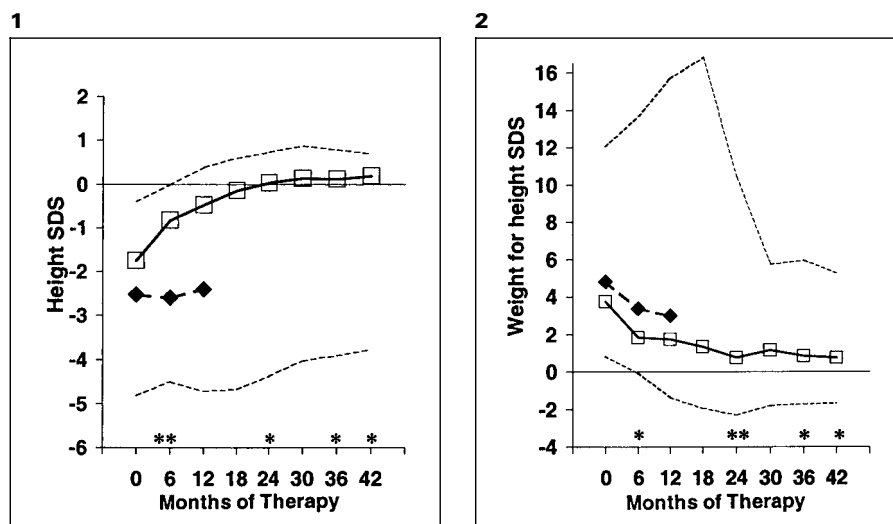 1
2
1
0
-1
-2
-3
-4
-5
-6
Height SDS
** * * *
0 6 12 18 24 30 36 42
Months of Therapy
2
16
14
12
10
8
6
4
2
0
-2
-4
Weight for height SDS
* ** * *
0 6 12 18 24 30 36 42
Months of Therapy